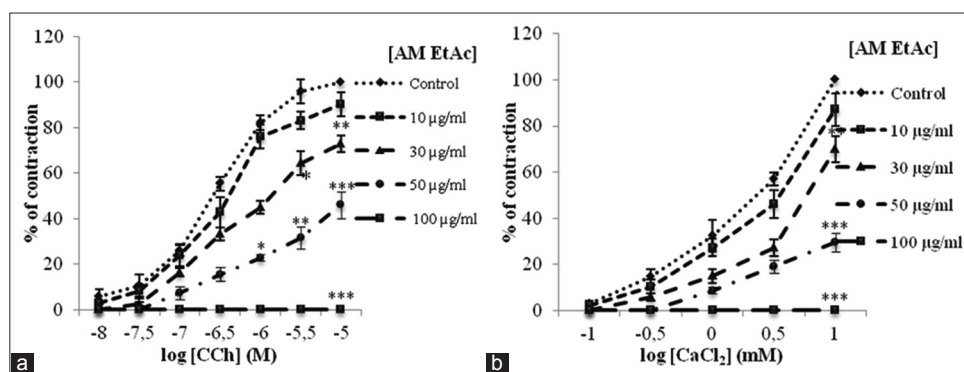 120
100
80
60
40
20
0
% of contraction
[AM EtAc]
Control
10 µg/ml
30 µg/ml
50 µg/ml
100 µg/ml
**
*
***
**
*
***
-8 -7,5 -7 -6,5 -6 -5,5 -5
log [CCh] (M)
a
120
100
80
60
40
20
0
% of contraction
[AM EtAc]
Control
10 µg/ml
30 µg/ml
50 µg/ml
100 µg/ml
**
***
***
-1 -0,5 0 0,5 1
log [CaCl₂] (mM)
b